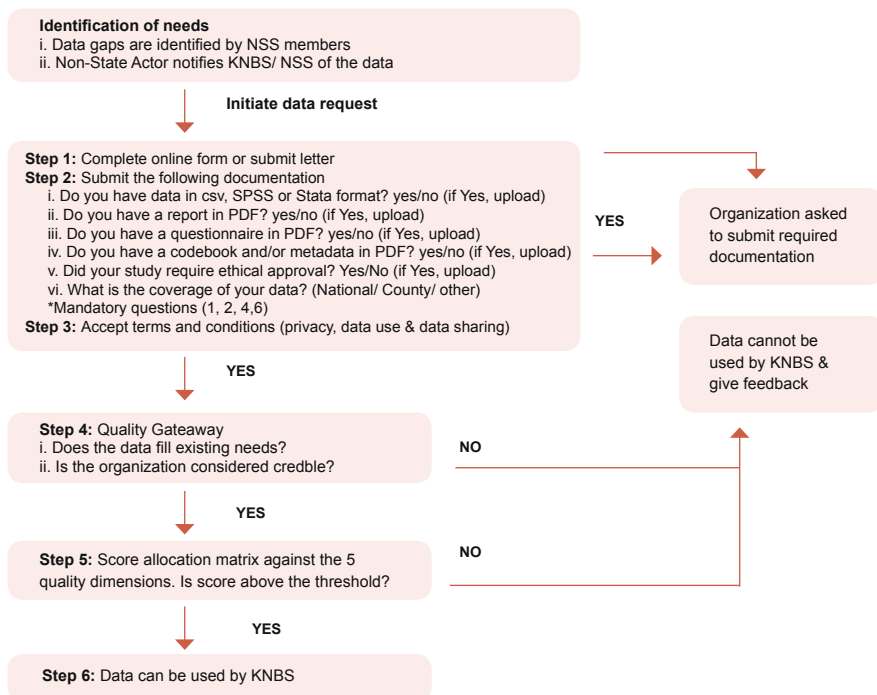 Identification of needs
i. Data gaps are identified by NSS members
ii. Non-State Actor notifies KNBS/ NSS of the data
Initiate data request
Step 1: Complete online form or submit letter
Step 2: Submit the following documentation
i. Do you have data in csv, SPSS or Stata format? yes/no (if Yes, upload)
ii. Do you have a report in PDF? yes/no (if Yes, upload)
iii. Do you have a questionnaire in PDF? yes/no (if Yes, upload)
iv. Do you have a codebook and/or metadata in PDF? yes/no (if Yes, upload)
v. Did your study require ethical approval? Yes/No (if Yes, upload)
vi. What is the coverage of your data? (National/ County/ other)
*Mandatory questions (1, 2, 4,6)
Step 3: Accept terms and conditions (privacy, data use & data sharing)
YES
Organization asked
to submit required
documentation
Data cannot be
used by KNBS &
give feedback
YES
Step 4: Quality Gateaway
i. Does the data fill existing needs?
ii. Is the organization considered credble?
NO
YES
Step 5: Score allocation matrix against the 5
quality dimensions. Is score above the threshold?
NO
YES
Step 6: Data can be used by KNBS